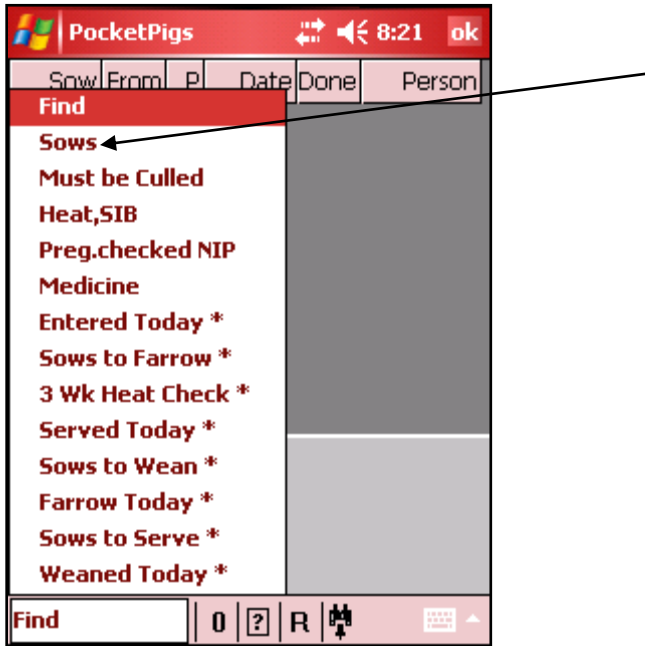 PocketPigs 8:21 ok
Sow From P Date Done Person
Find
Sows
Must be Culled
Heat,SIB
Preg.checked NIP
Medicine
Entered Today *
Sows to Farrow *
3 Wk Heat Check *
Served Today *
Sows to Wean *
Farrow Today *
Sows to Serve *
Weaned Today *
Find 0 ? R